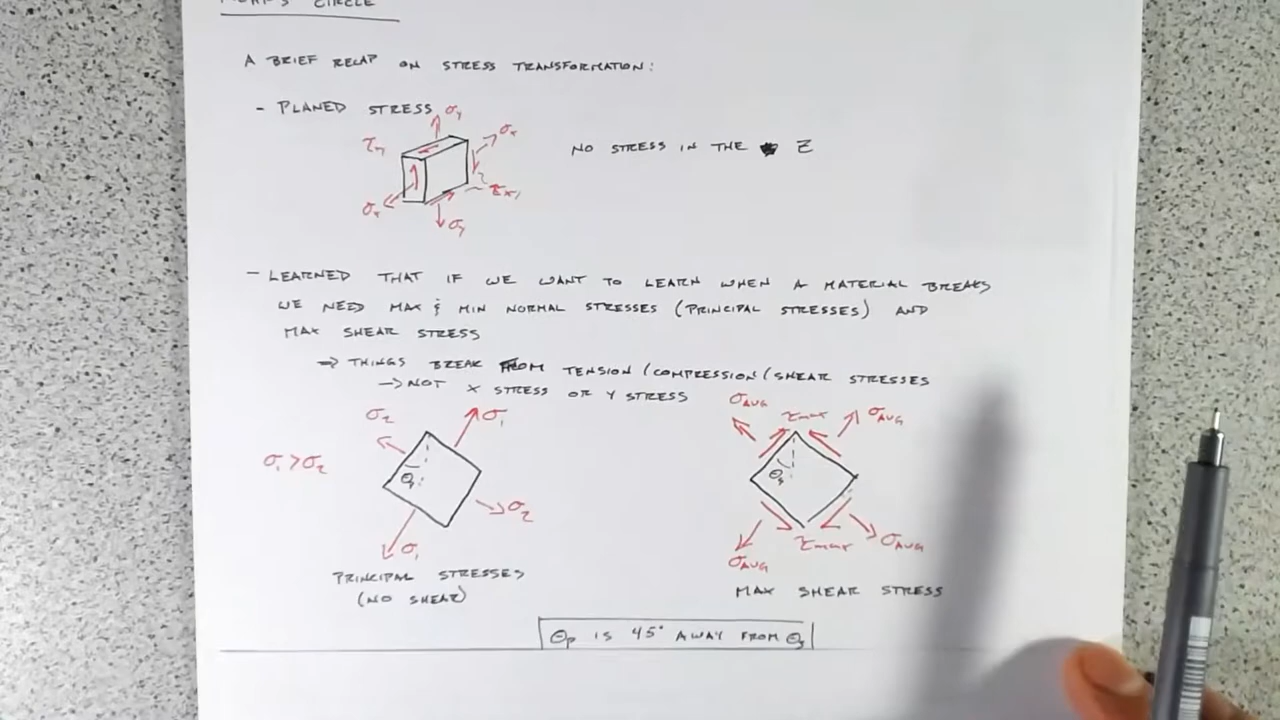 CIRCLE
A BRIEF RECAP ON STRESS TRANSFORMATION:
- PLANED STRESS
NO STRESS IN THE Z
σy
σx
τxy
τxy
σx
σy
- LEARNED THAT IF WE WANT TO LEARN WHEN A MATERIAL BREAKS
WE NEED MAX & MIN NORMAL STRESSES (PRINCIPAL STRESSES) AND
MAX SHEAR STRESS
⇒ THINGS BREAK FROM TENSION/COMPRESSION/SHEAR STRESSES
→ NOT X STRESS OR Y STRESS
σ2
σ1
σ1 > σ2
σ2
σ1
PRINCIPAL STRESSES
(NO SHEAR)
σAVG
τmax
σAVG
θs
σAVG
τmax
σAVG
MAX SHEAR STRESS
θp IS 45° AWAY FROM θs